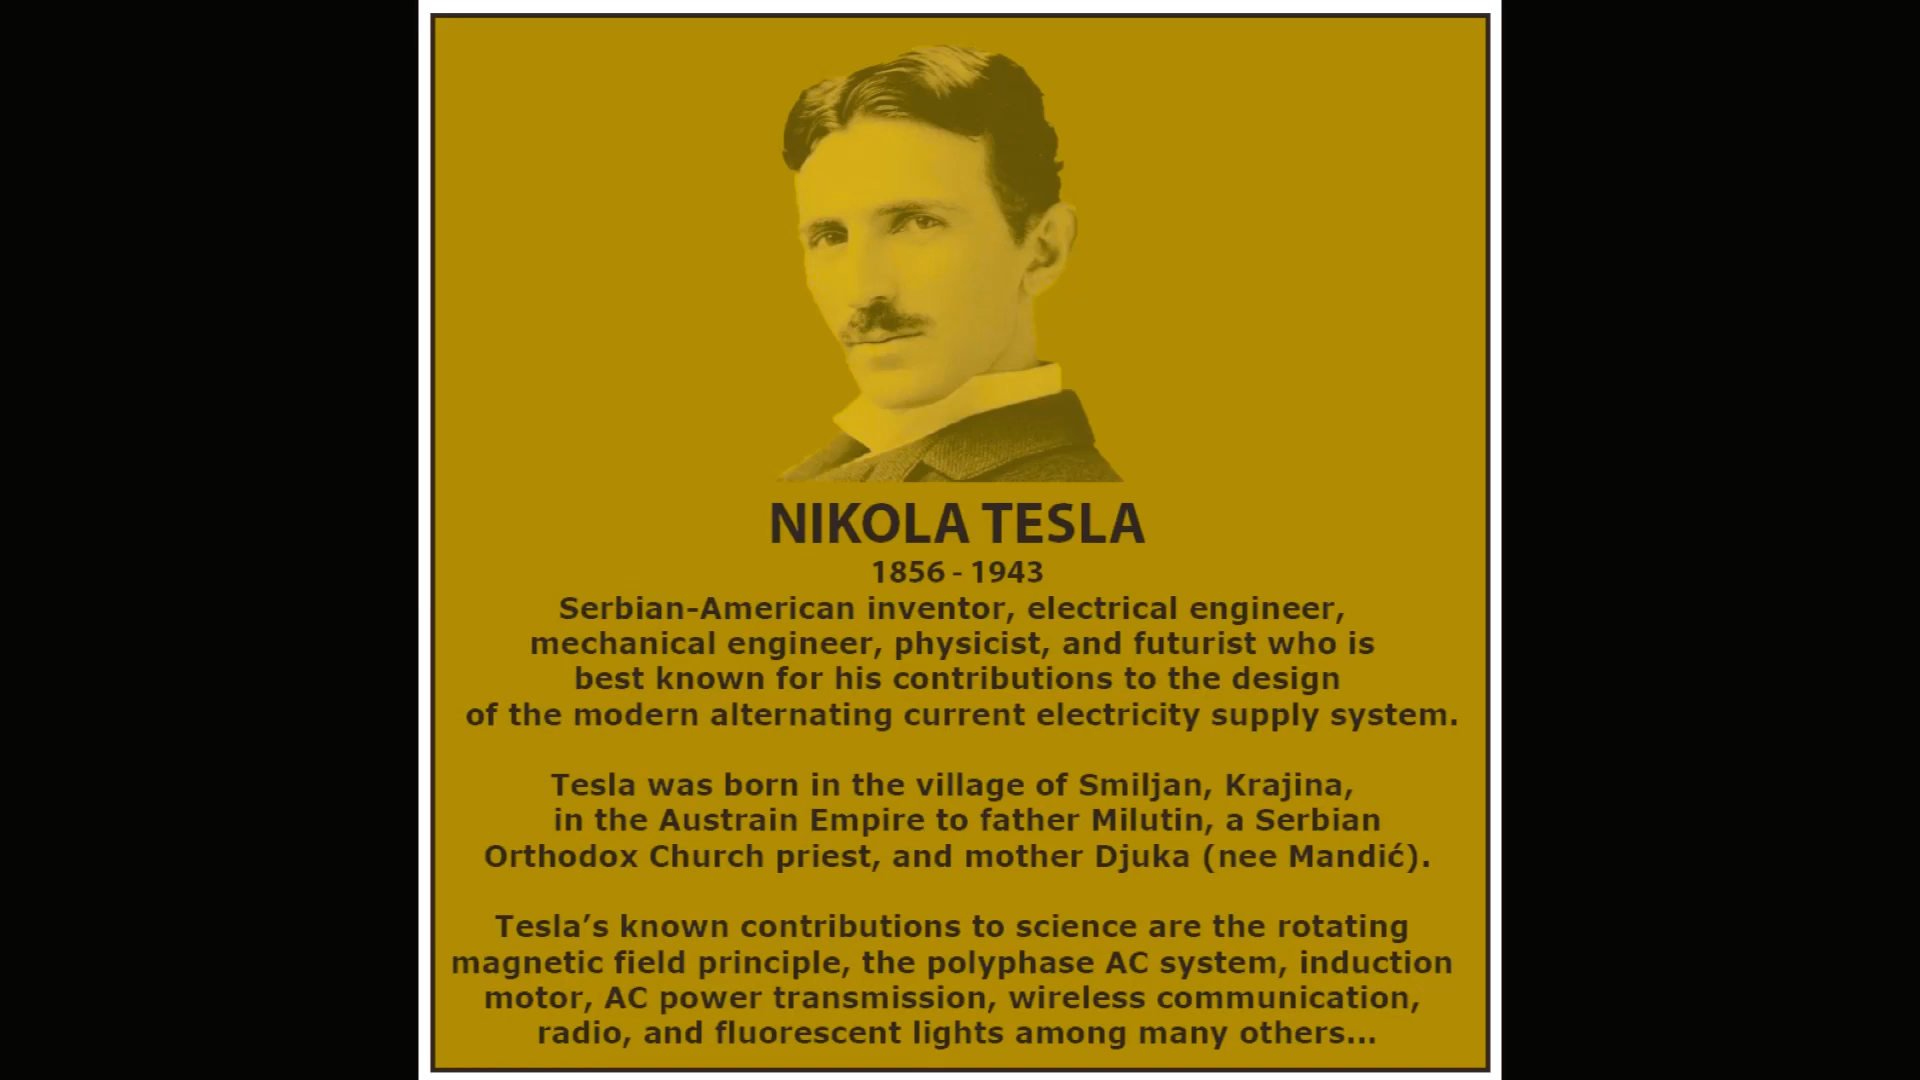 NIKOLA TESLA
1856 - 1943
Serbian-American inventor, electrical engineer,
mechanical engineer, physicist, and futurist who is
best known for his contributions to the design
of the modern alternating current electricity supply system.
Tesla was born in the village of Smiljan, Krajina,
in the Austrain Empire to father Milutin, a Serbian
Orthodox Church priest, and mother Djuka (nee Mandić).
Tesla’s known contributions to science are the rotating
magnetic field principle, the polyphase AC system, induction
motor, AC power transmission, wireless communication,
radio, and fluorescent lights among many others...